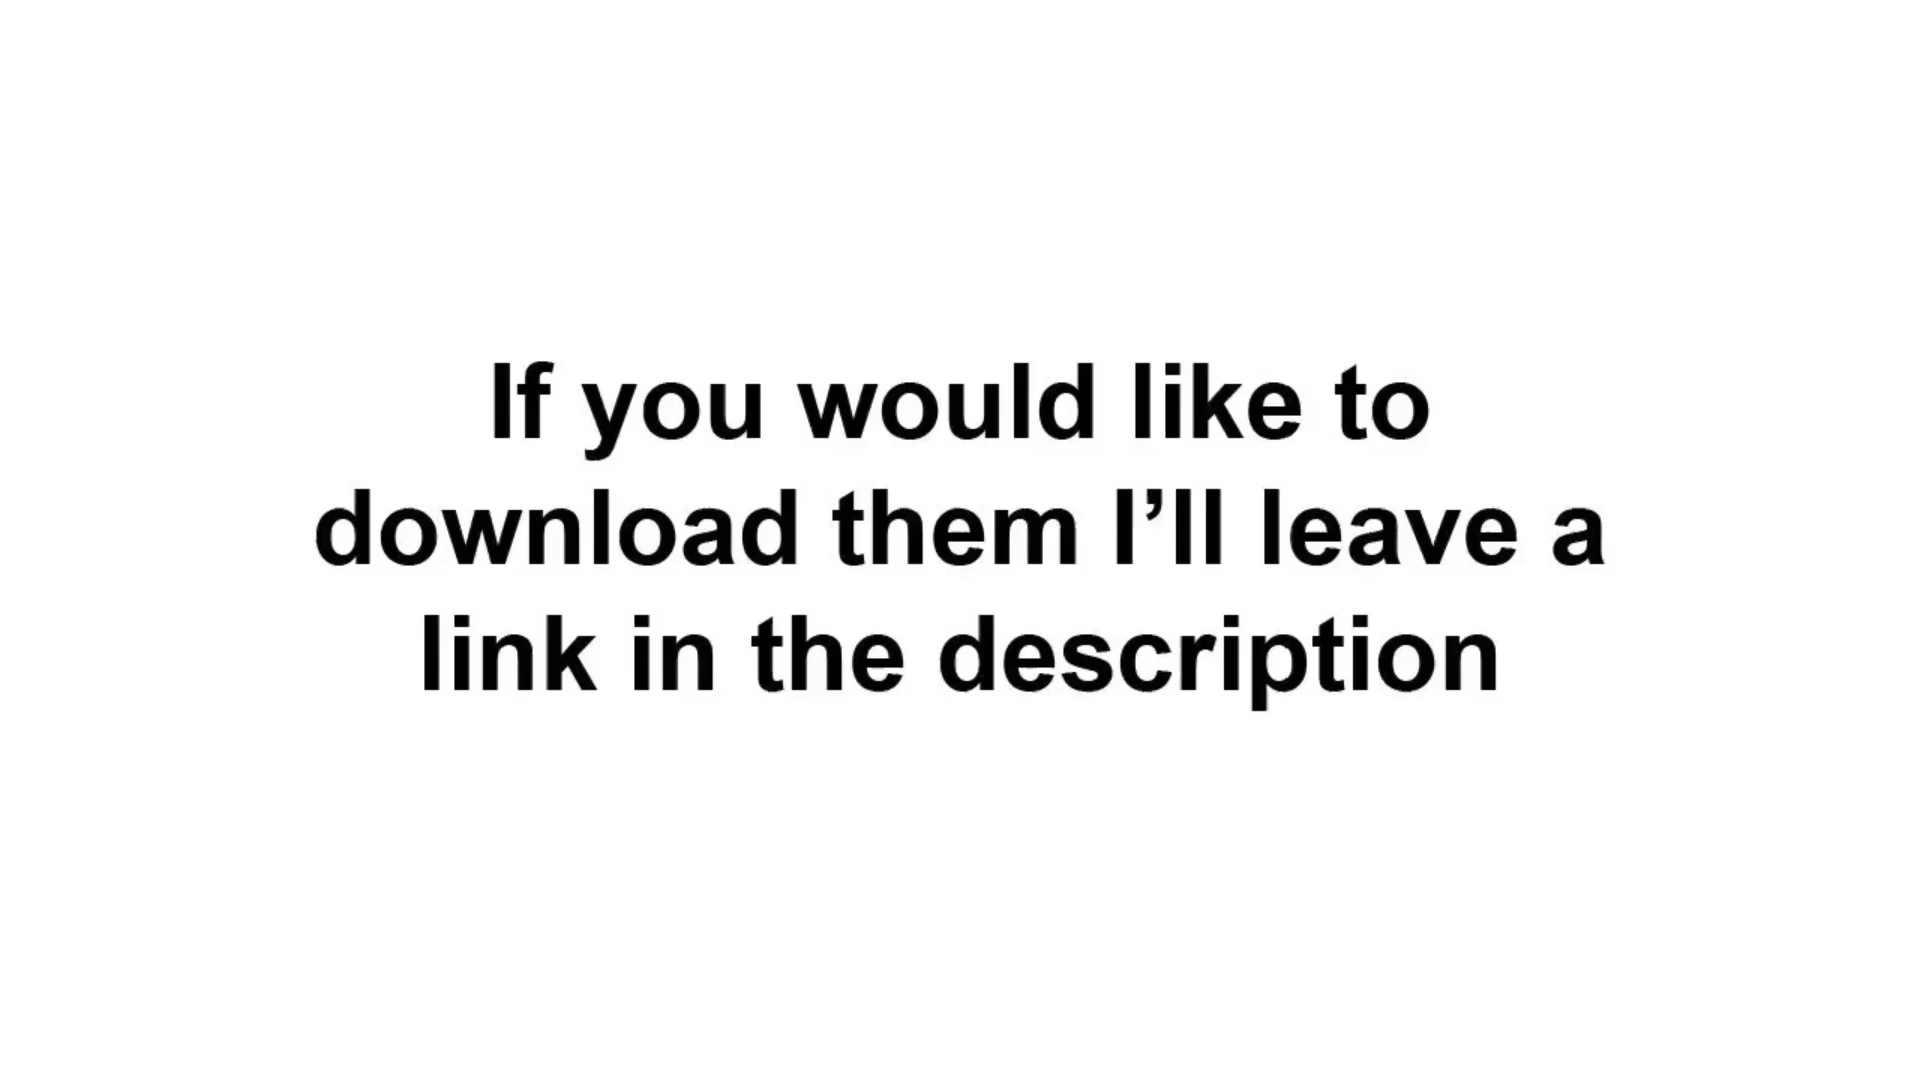 If you would like to
download them I’ll leave a
link in the description